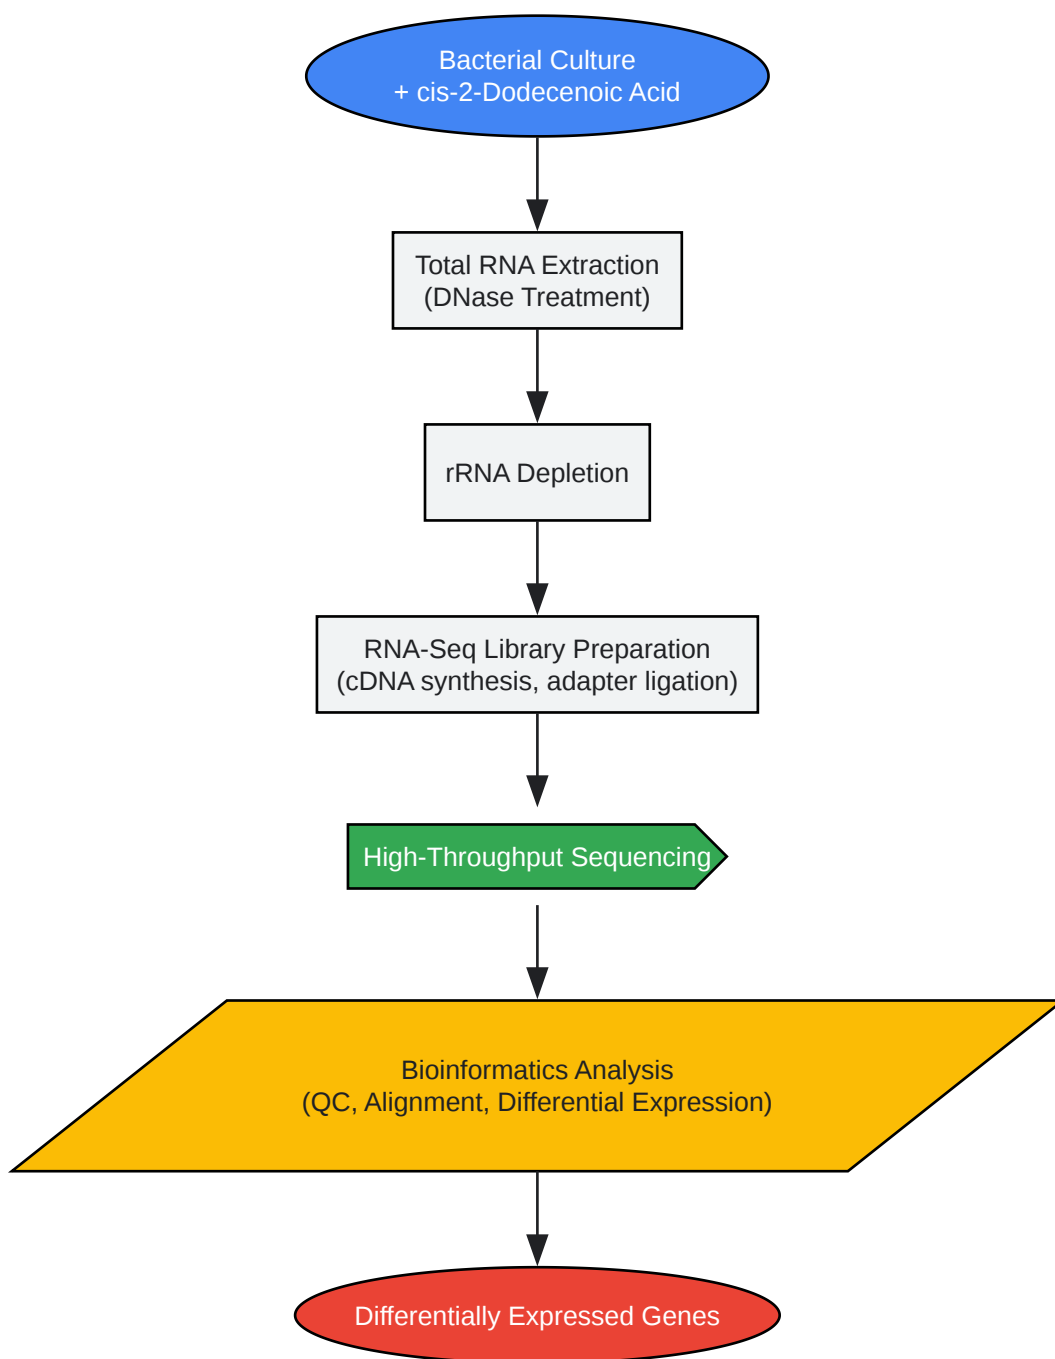 Bacterial Culture
+ cis-2-Dodecenoic Acid
Total RNA Extraction
(DNase Treatment)
rRNA Depletion
RNA-Seq Library Preparation
(cDNA synthesis, adapter ligation)
High-Throughput Sequencing
Bioinformatics Analysis
(QC, Alignment, Differential Expression)
Differentially Expressed Genes